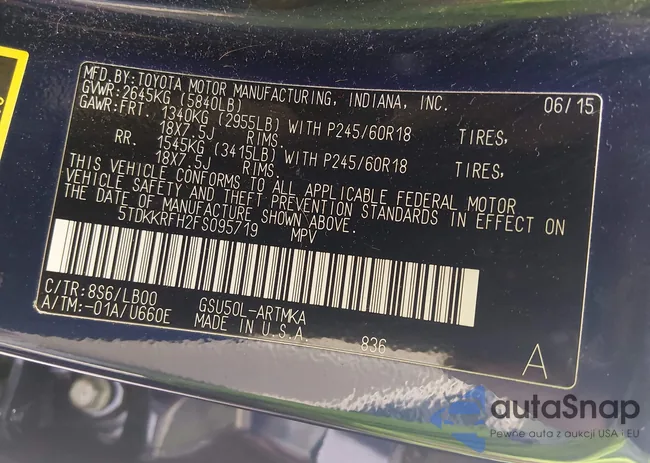 MFD.BY:TOYOTA MOTOR MANUFACTURING, INDIANA, INC. 06/15
GVWR:2645KG (5840LB)
GAWR:FRT. 1340KG (2955LB) WITH P245/60R18 TIRES,
18X7.5J RIMS.
RR. 1545KG (3415LB) WITH P245/60R18 TIRES,
18X7.5J RIMS.
THIS VEHICLE CONFORMS TO ALL APPLICABLE FEDERAL MOTOR
VEHICLE SAFETY AND THEFT PREVENTION STANDARDS IN EFFECT ON
THE DATE OF MANUFACTURE SHOWN ABOVE.
5TDKKRFH2FS095719 MPV
C/TR:8S6/LB00 GSU50L-ARTMKA
A/TM:-01A/U660E MADE IN U.S.A. 836
A
autaSnap
Pewne auta z aukcji USA i EU